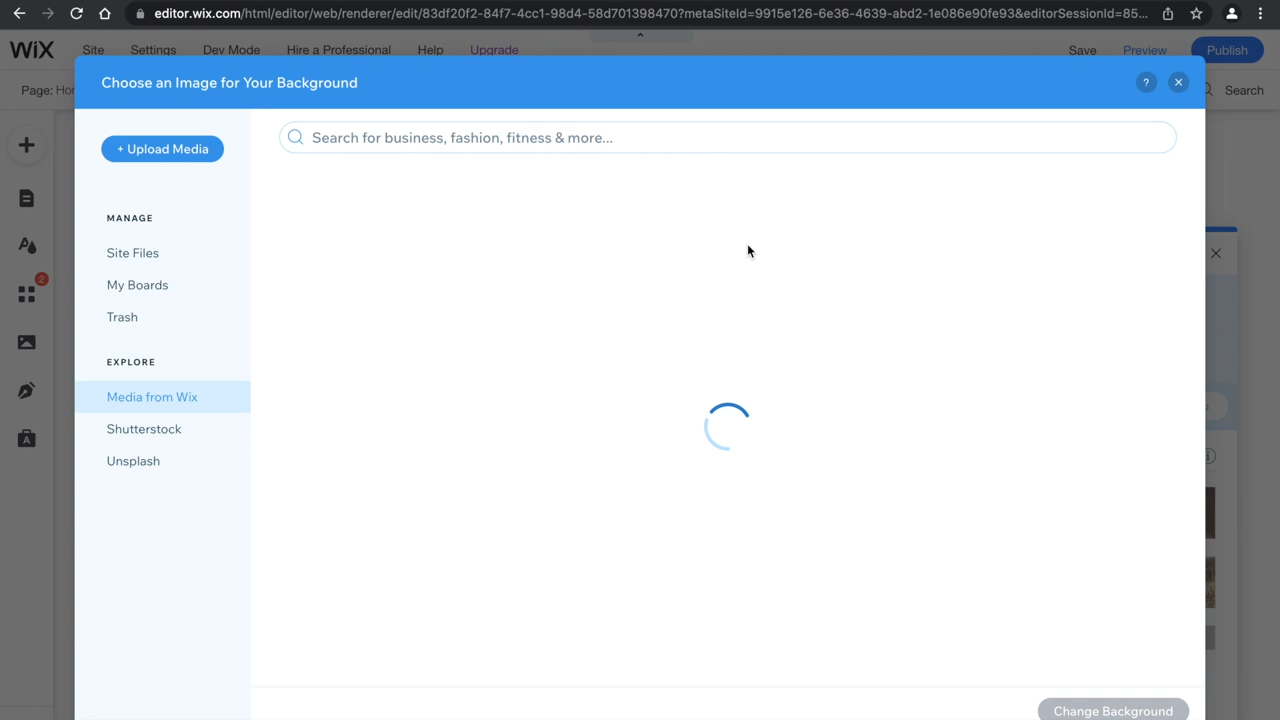 editor.wix.com/html/editor/web/renderer/edit/83df20f2-84f7-4cc1-98d4-58d701398470?metaSiteId=9915e126-6e36-4639-abd2-1e086e90fe93&editorSessionId=85...
WiX Site Settings Dev Mode Hire a Professional Help Upgrade Save Preview Publish
Page: Search
Choose an Image for Your Background ?
+ Upload Media
Search for business, fashion, fitness & more...
MANAGE
Site Files
My Boards
Trash
2
EXPLORE
Media from Wix
Shutterstock
Unsplash
A
Change Background